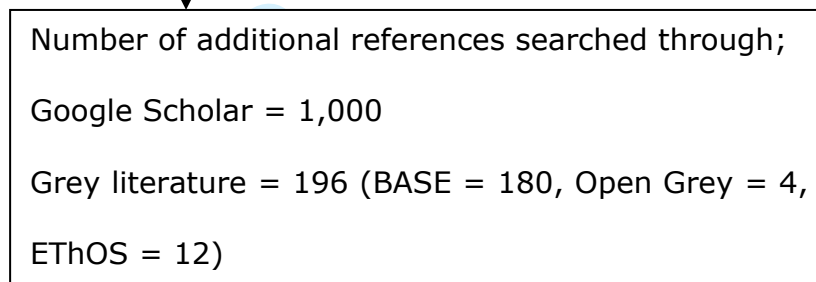 Number of additional references searched through;
Google Scholar = 1,000
Grey literature = 196 (BASE = 180, Open Grey = 4,
EThOS = 12)